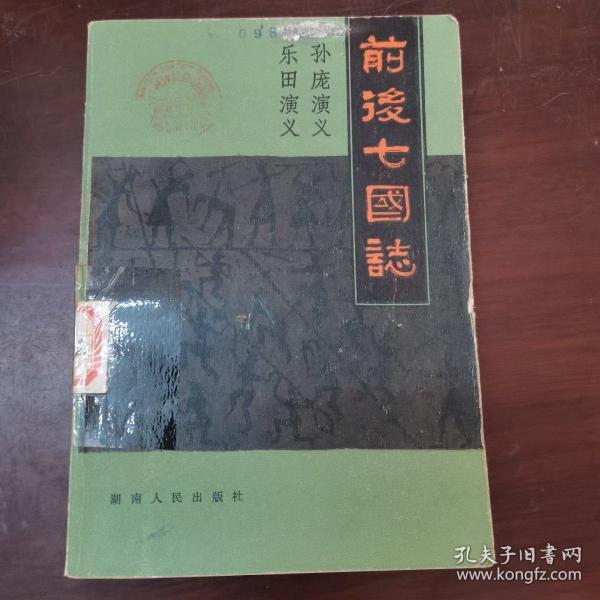 098
前後七國誌
孙庞演义
乐田演义
湖南人民出版社
孔夫子旧书网
www.kongfz.com